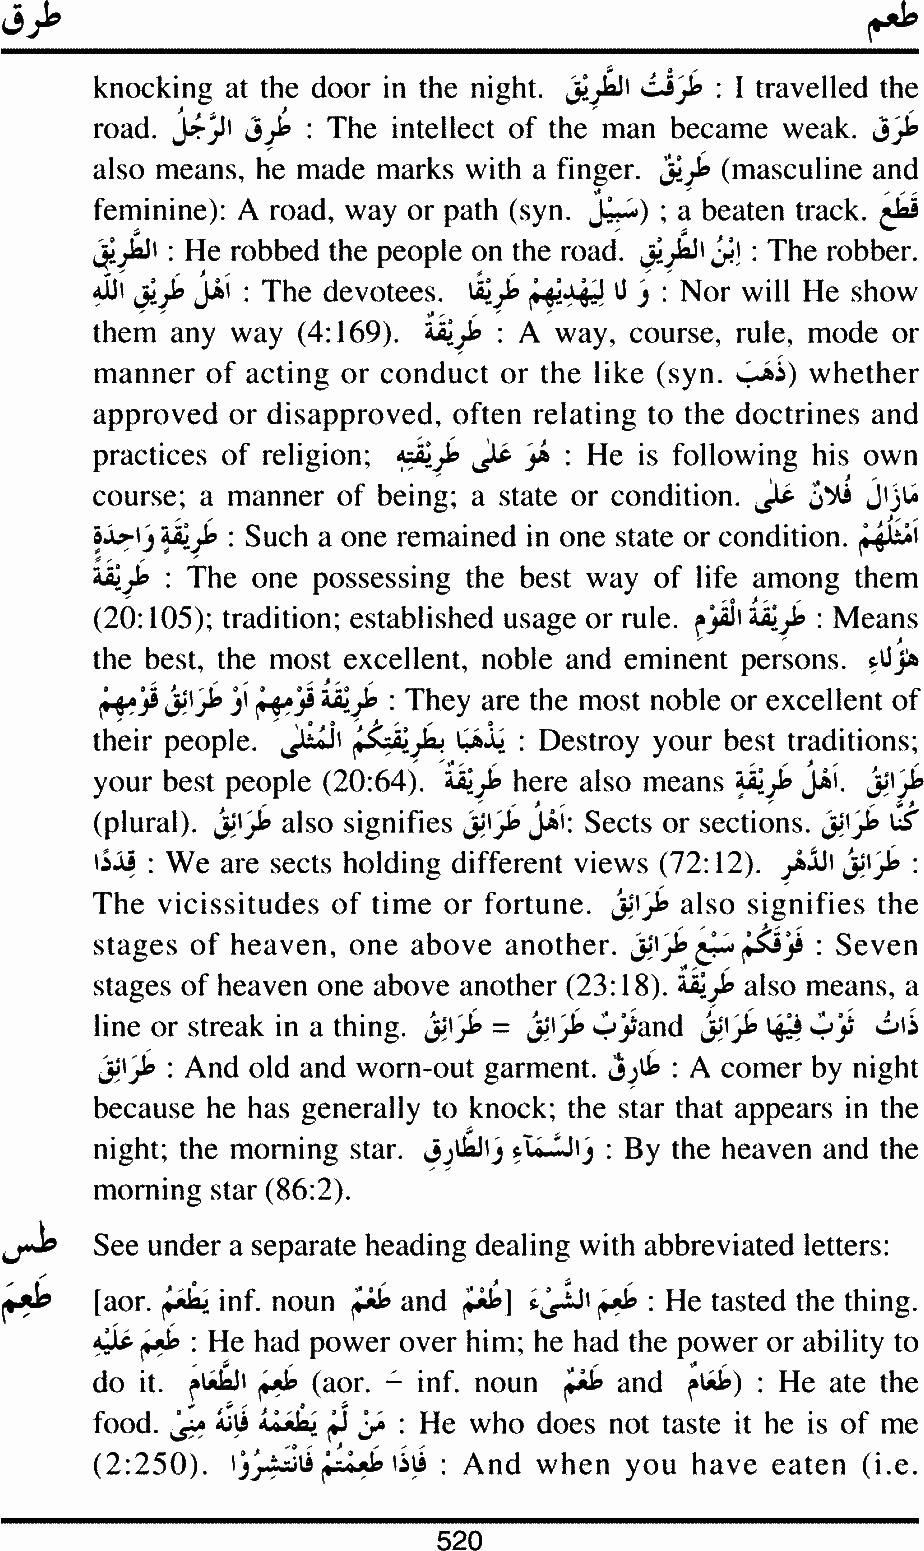 طرق طعم
knocking at the door in the night. طَرَقْتُ الطَّرِيْقَ : I travelled the
road. طَرِقَ الرَّجُلُ : The intellect of the man became weak. طَرَقَ
also means, he made marks with a finger. طَرِيْقٌ (masculine and
feminine): A road, way or path (syn. سَبِيْلٌ) ; a beaten track. قَطَعَ
الطَّرِيْقَ : He robbed the people on the road. اِبْنُ الطَّرِيْقِ : The robber.
اَهْلُ طَرِيْقِ اللّٰهِ : The devotees. وَ لَا لِيَهْدِيَهُمْ طَرِيْقًا : Nor will He show
them any way (4:169). طَرِيْقَةٌ : A way, course, rule, mode or
manner of acting or conduct or the like (syn. ذَهَبَ) whether
approved or disapproved, often relating to the doctrines and
practices of religion; هُوَ عَلٰى طَرِيْقَتِهٖ : He is following his own
course; a manner of being; a state or condition. مَازَالَ فُلَانٌ عَلٰى
طَرِيْقَةٍ وَاحِدَةٍ : Such a one remained in one state or condition. اَمْثَلُهُمْ
طَرِيْقَةً : The one possessing the best way of life among them
(20:105); tradition; established usage or rule. طَرِيْقَةُ الْقَوْمِ : Means
the best, the most excellent, noble and eminent persons. هٰؤُلَاءِ
طَرِيْقَةُ قَوْمِهِمْ اَوْ طَرَائِقُ قَوْمِهِمْ : They are the most noble or excellent of
their people. يَذْهَبَا بِطَرِيْقَتِكُمُ الْمُثْلٰى : Destroy your best traditions;
your best people (20:64). طَرِيْقَةٌ here also means اَهْلُ طَرِيْقَةٍ. طَرَائِقُ
(plural). طَرَائِقُ also signifies اَهْلُ طَرَائِقَ: Sects or sections. كُنَّا طَرَائِقَ
قِدَدًا : We are sects holding different views (72:12). طَرَائِقُ الدَّهْرِ :
The vicissitudes of time or fortune. طَرَائِقُ also signifies the
stages of heaven, one above another. فَوْقَكُمْ سَبْعَ طَرَائِقَ : Seven
stages of heaven one above another (23:18). طَرِيْقَةٌ also means, a
line or streak in a thing. ذَاتُ ثَوْبٌ فِيْهَا طَرَائِقُ and ثَوْبٌ طَرَائِقُ = طَرَائِقُ
طَرَائِقَ : And old and worn-out garment. طَارِقٌ : A comer by night
because he has generally to knock; the star that appears in the
night; the morning star. وَالسَّمَآءِ وَالطَّارِقِ : By the heaven and the
morning star (86:2).
طٰس See under a separate heading dealing with abbreviated letters:
طَعِمَ [aor. يَطْعَمُ inf. noun طَعْمٌ and طُعْمٌ] طَعِمَ الشَّيْءَ : He tasted the thing.
طَعِمَ عَلَيْهِ : He had power over him; he had the power or ability to
do it. طَعِمَ الطَّعَامَ (aor. – inf. noun طَعْمٌ and طَعَامٌ) : He ate the
food. مَنْ لَّمْ يَطْعَمْهُ فَاِنَّهٗ مِنِّىْ : He who does not taste it he is of me
(2:250). فَاِذَا طَعِمْتُمْ فَانْتَشِرُوْا : And when you have eaten (i.e.
520